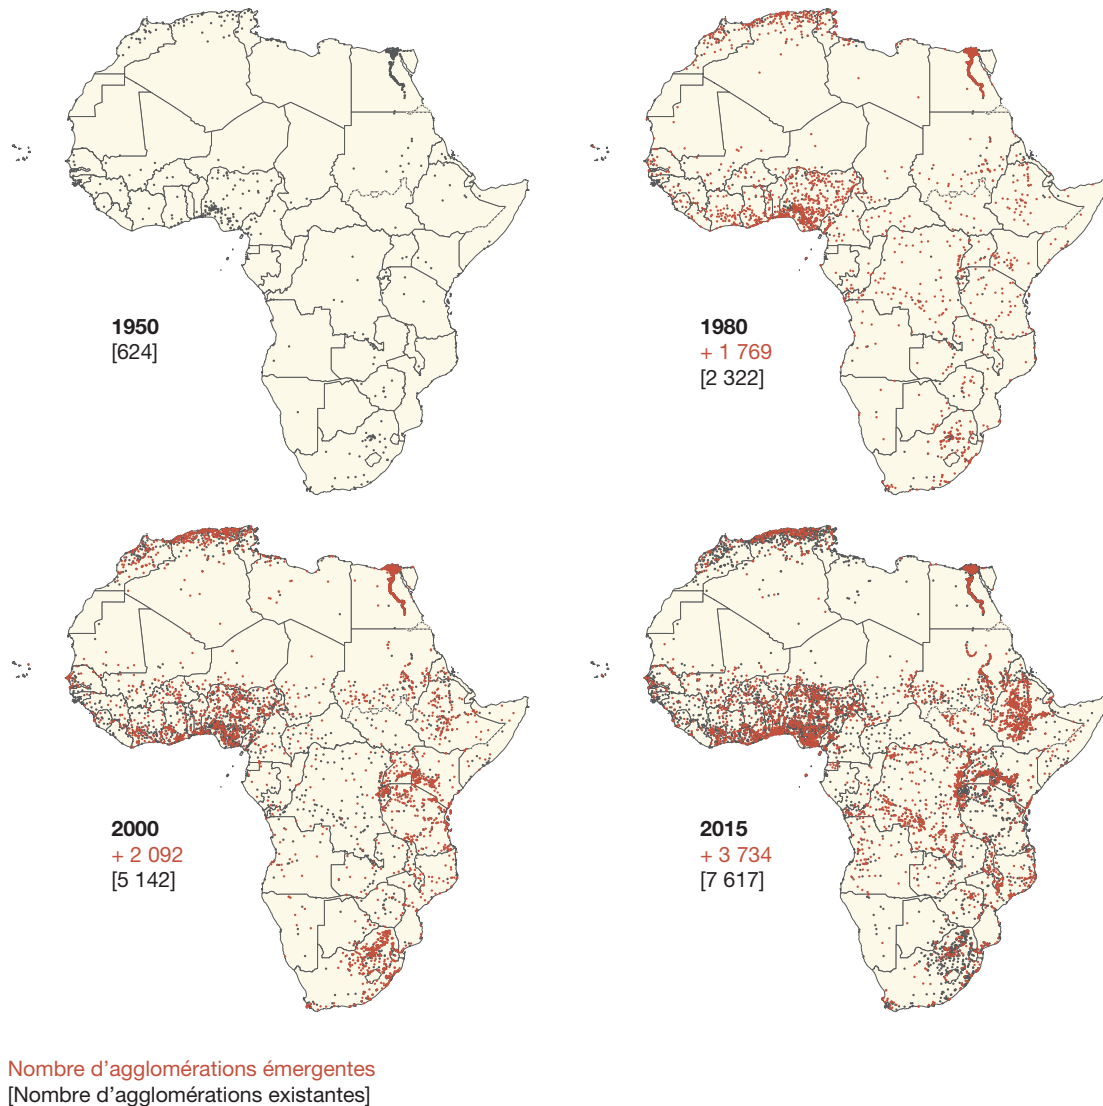 1950
[624]
1980
+ 1 769
[2 322]
2000
+ 2 092
[5 142]
2015
+ 3 734
[7 617]
Nombre d'agglomérations émergentes
[Nombre d'agglomérations existantes]